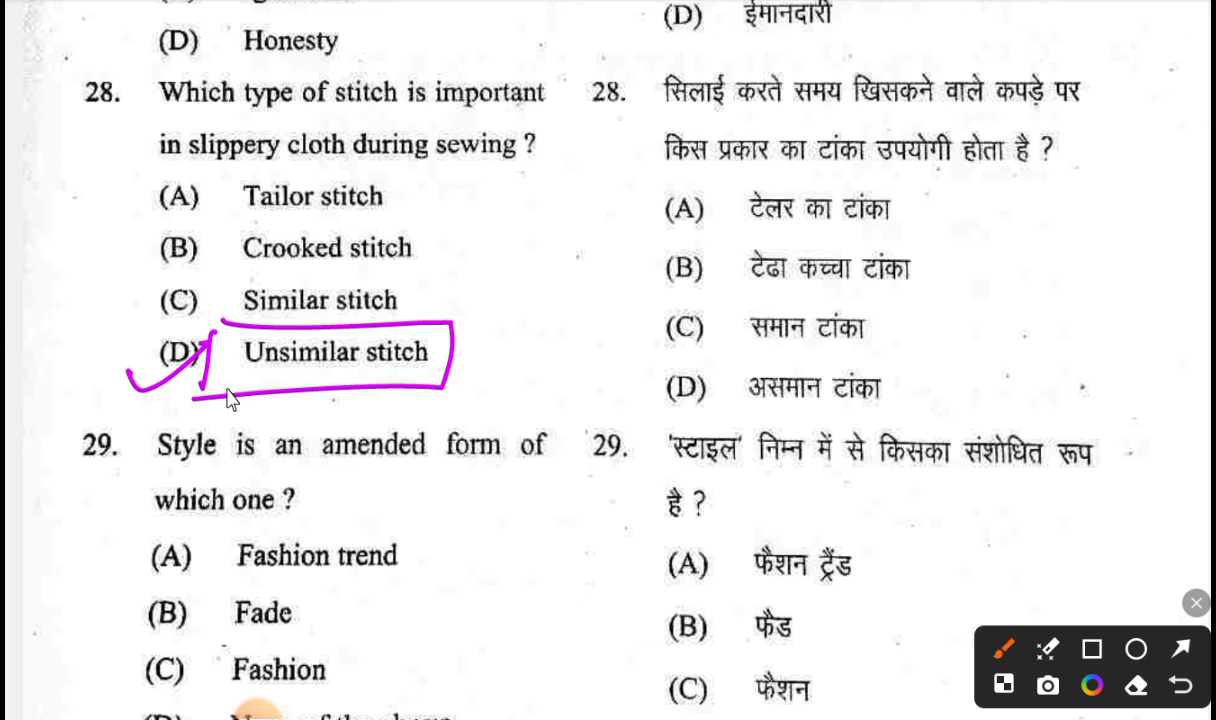 (D) Honesty
28. Which type of stitch is important
in slippery cloth during sewing ?
(A) Tailor stitch
(B) Crooked stitch
(C) Similar stitch
(D) Unsimilar stitch
29. Style is an amended form of
which one ?
(A) Fashion trend
(B) Fade
(C) Fashion
(D) ईमानदारी
28. सिलाई करते समय खिसकने वाले कपड़े पर
किस प्रकार का टांका उपयोगी होता है ?
(A) टेलर का टांका
(B) टेढा कच्चा टांका
(C) समान टांका
(D) असमान टांका
29. 'स्टाइल' निम्न में से किसका संशोधित रूप
है ?
(A) फैशन ट्रैंड
(B) फैड
(C) फैशन